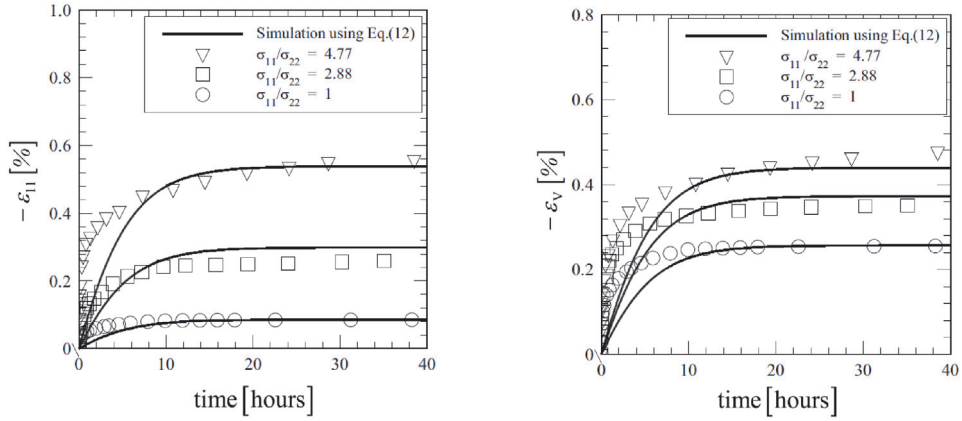 1.0
0.8
0.6
0.4
0.2
0
− ε11 [%]
Simulation using Eq.(12)
σ11/σ22 = 4.77
σ11/σ22 = 2.88
σ11/σ22 = 1
0 10 20 30 40
time [hours]
0.8
0.6
0.4
0.2
0
− εV [%]
Simulation using Eq.(12)
σ11/σ22 = 4.77
σ11/σ22 = 2.88
σ11/σ22 = 1
0 10 20 30 40
time [hours]